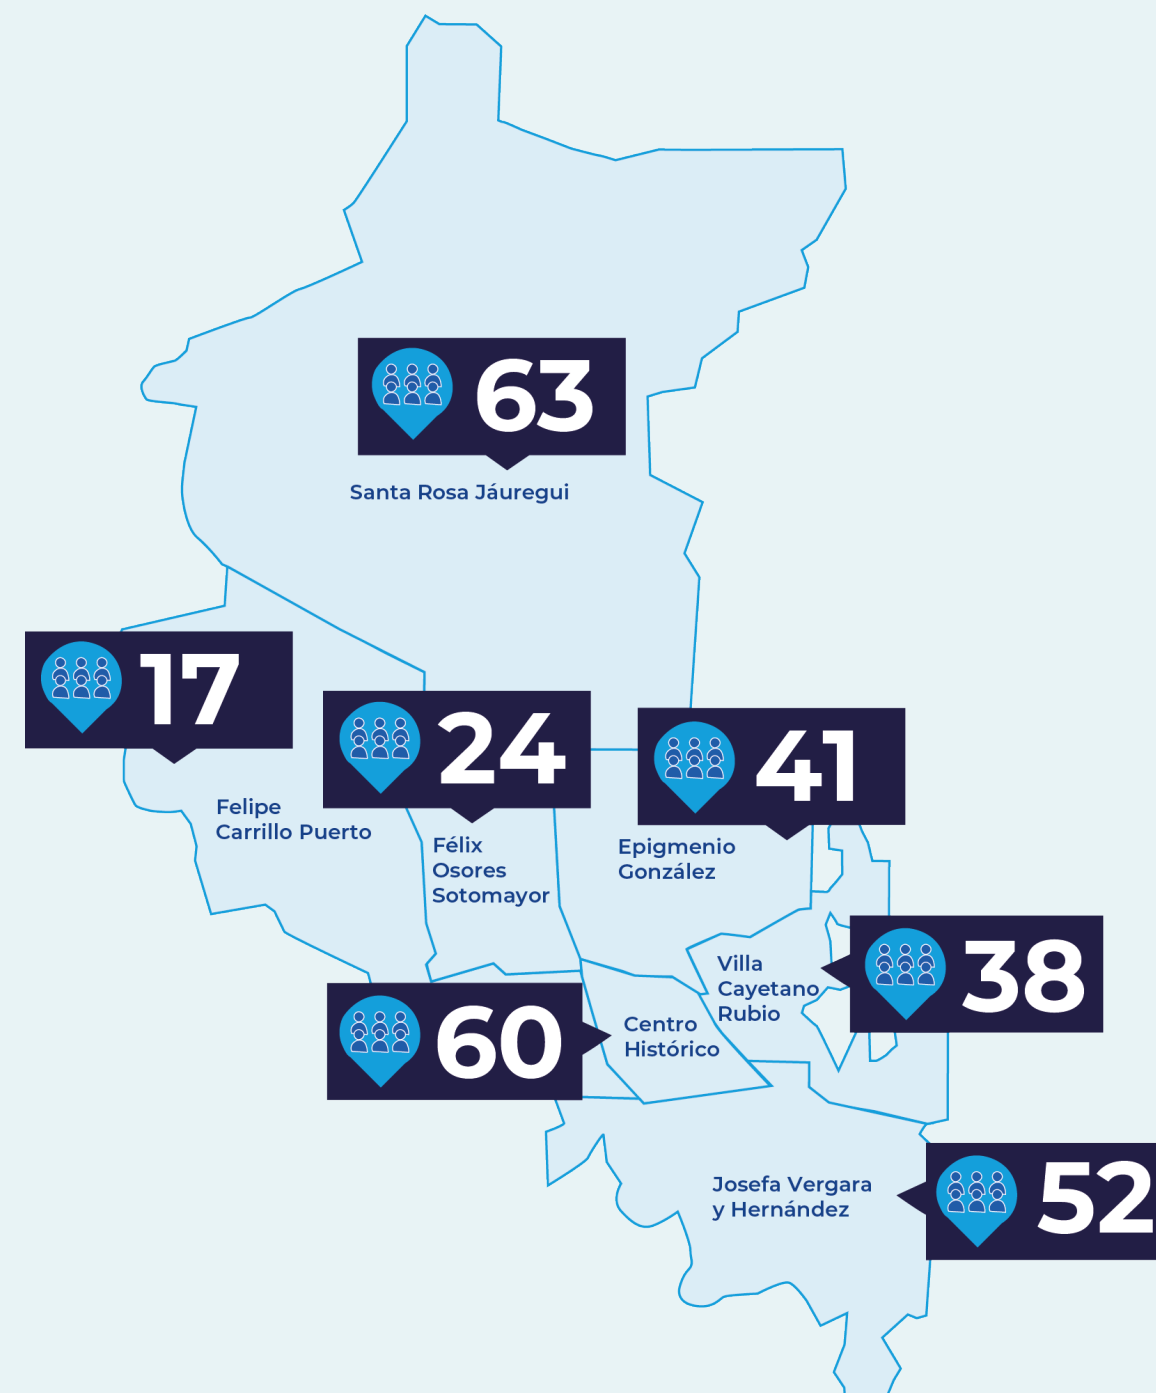 63
Santa Rosa Jáuregui
17
Felipe
Carrillo Puerto
24
Félix
Osores
Sotomayor
41
Epigmenio
González
38
Villa
Cayetano
Rubio
60
Centro
Histórico
52
Josefa Vergara
y Hernández